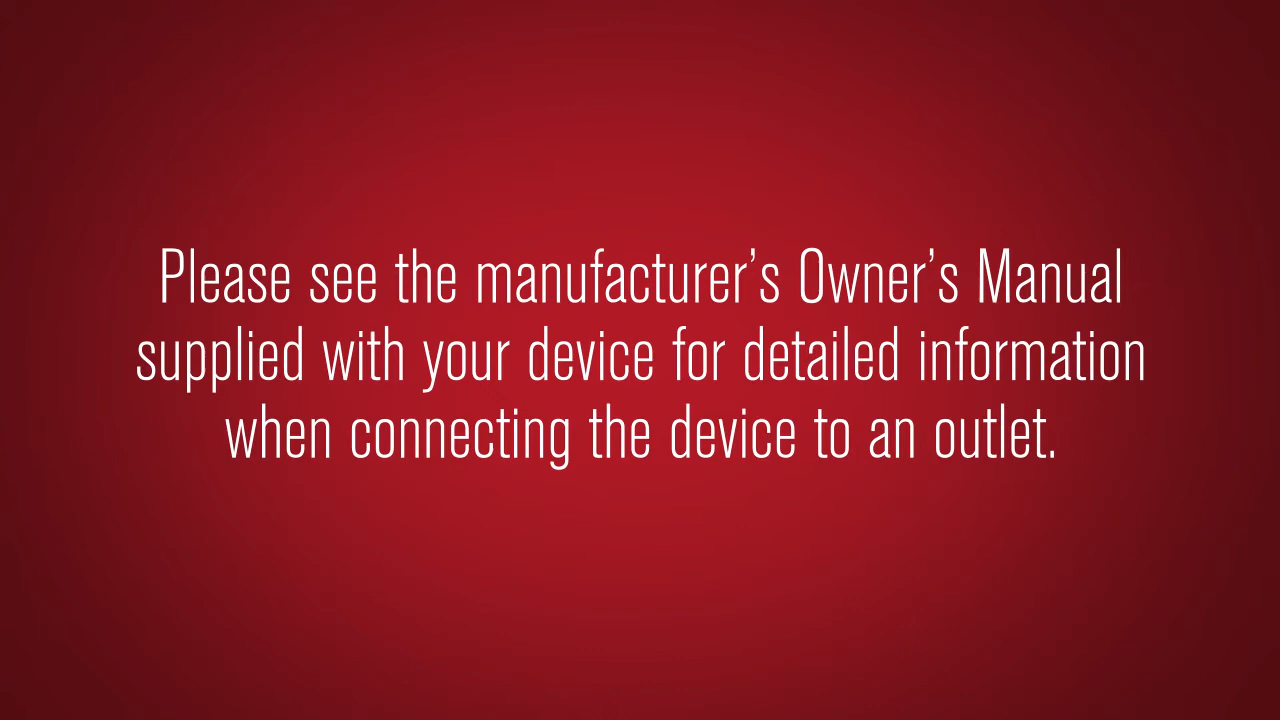 Please see the manufacturer’s Owner’s Manual
supplied with your device for detailed information
when connecting the device to an outlet.